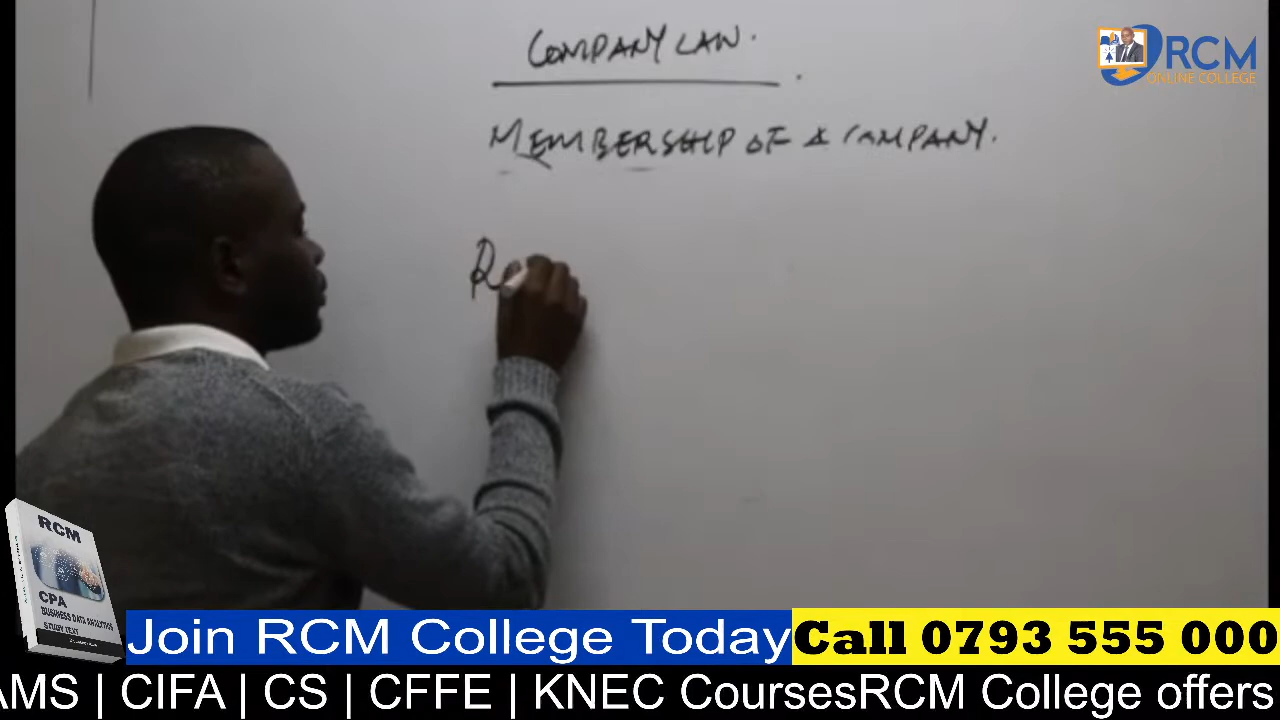 COMPANY LAW.
RCM
ONLINE COLLEGE
MEMBERSHIP OF A COMPANY.
R
RCM
CPA
BUSINESS DATA ANALYTICS
STUDY TEXT
Join RCM College Today Call 0793 555 000
AMS | CIFA | CS | CFFE | KNEC CoursesRCM College offers